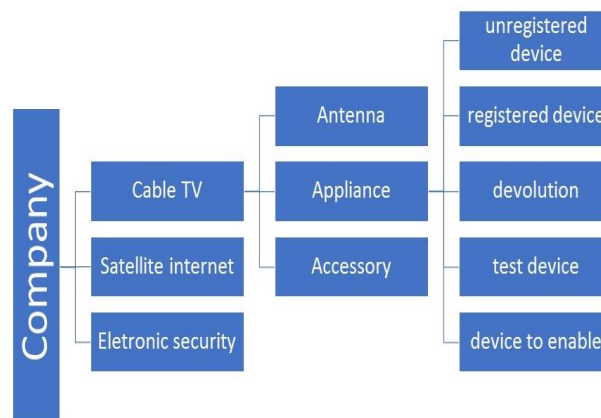 Company
Cable TV
Satellite internet
Eletronic security
Antenna
Appliance
Accessory
unregistered
device
registered device
devolution
test device
device to enable